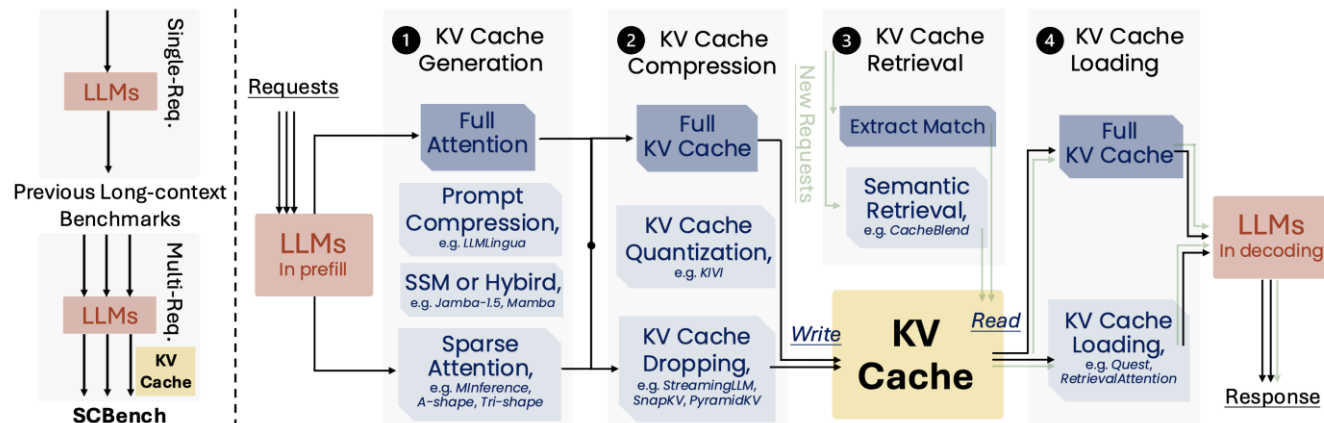 Single-Req.
LLMs
Previous Long-context
Benchmarks
Multi-Req.
LLMs
KV
Cache
SCBench
Requests
LLMs
In prefill
1 KV Cache
Generation
Full
Attention
Prompt
Compression,
e.g. LLMLingua
SSM or Hybird,
e.g. Jamba-1.5, Mamba
Sparse
Attention,
e.g. MInference,
A-shape, Tri-shape
2 KV Cache
Compression
Full
KV Cache
KV Cache
Quantization,
e.g. KIVI
KV Cache
Dropping,
e.g. StreamingLLM,
SnapKV, PyramidKV
Write
3 KV Cache
Retrieval
New Requests
Extract Match
Semantic
Retrieval,
e.g. CacheBlend
KV
Cache
Read
4 KV Cache
Loading
Full
KV Cache
KV Cache
Loading,
e.g. Quest,
RetrievalAttention
LLMs
In decoding
Response